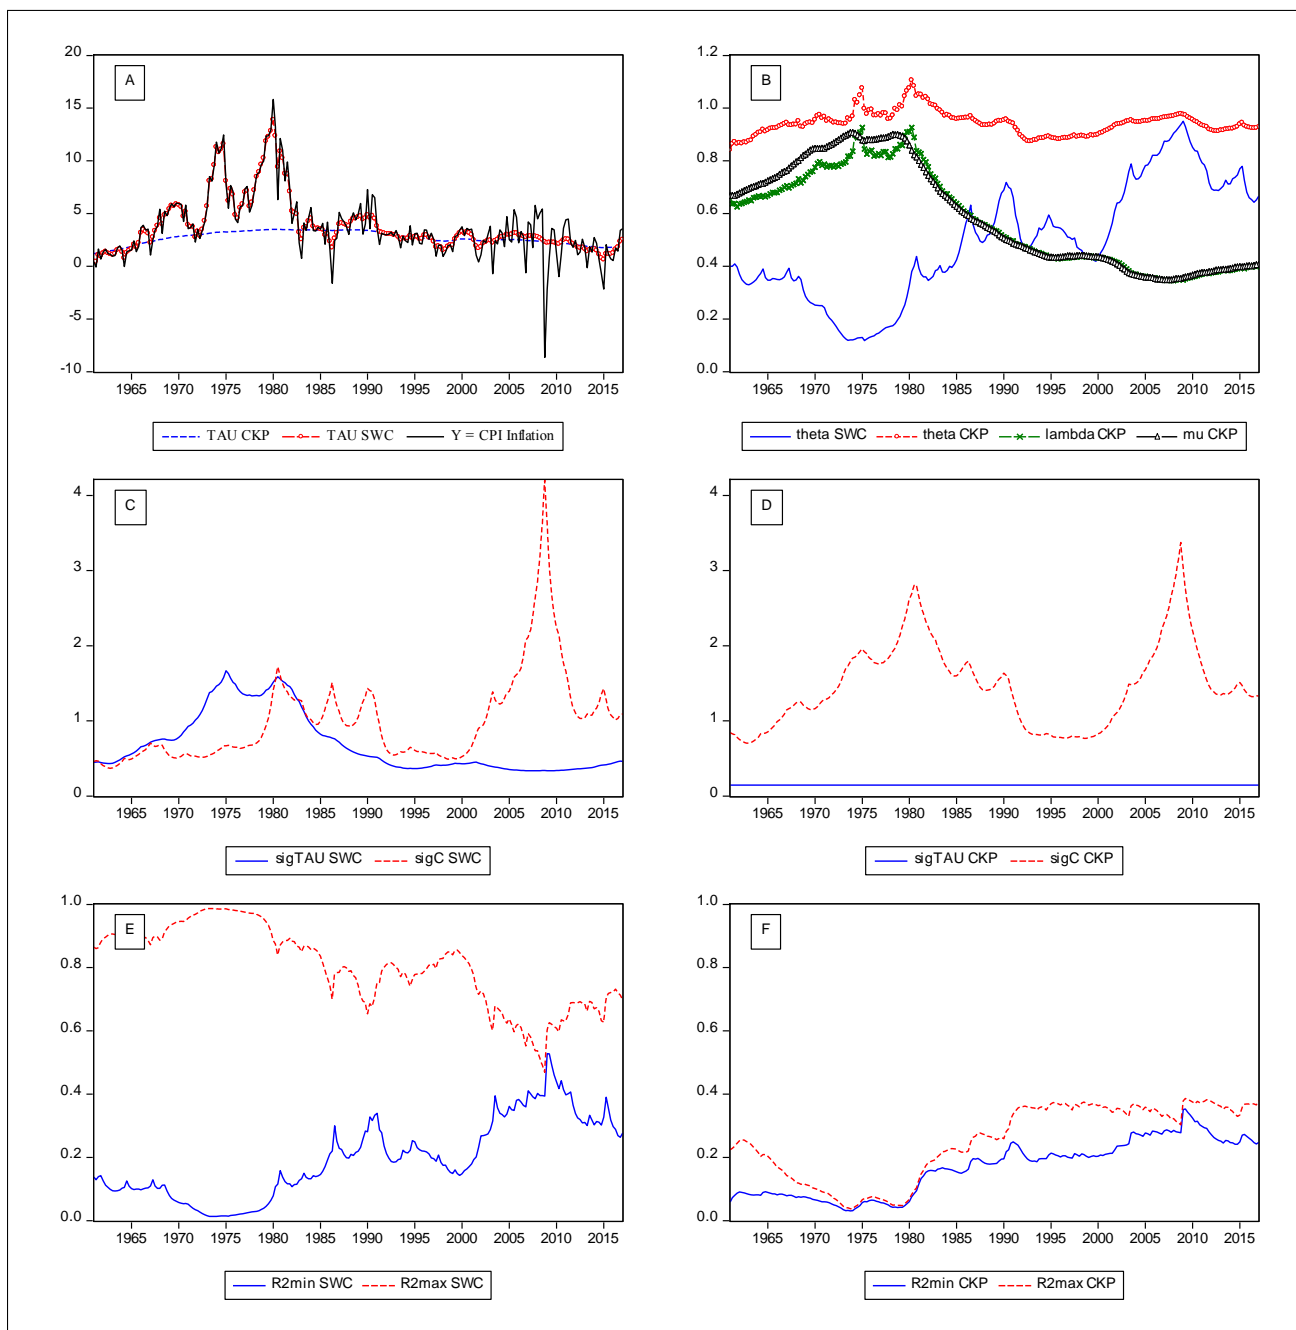 A
20
15
10
5
0
-5
-10
1965 1970 1975 1980 1985 1990 1995 2000 2005 2010 2015
TAU CKP TAU SWC Y = CPI Inflation
B
1.2
1.0
0.8
0.6
0.4
0.2
0.0
1965 1970 1975 1980 1985 1990 1995 2000 2005 2010 2015
theta SWC theta CKP lambda CKP mu CKP
C
4
3
2
1
0
1965 1970 1975 1980 1985 1990 1995 2000 2005 2010 2015
sigTAU SWC sigC SWC
D
4
3
2
1
0
1965 1970 1975 1980 1985 1990 1995 2000 2005 2010 2015
sigTAU CKP sigC CKP
E
1.0
0.8
0.6
0.4
0.2
0.0
1965 1970 1975 1980 1985 1990 1995 2000 2005 2010 2015
R2min SWC R2max SWC
F
1.0
0.8
0.6
0.4
0.2
0.0
1965 1970 1975 1980 1985 1990 1995 2000 2005 2010 2015
R2min CKP R2max CKP